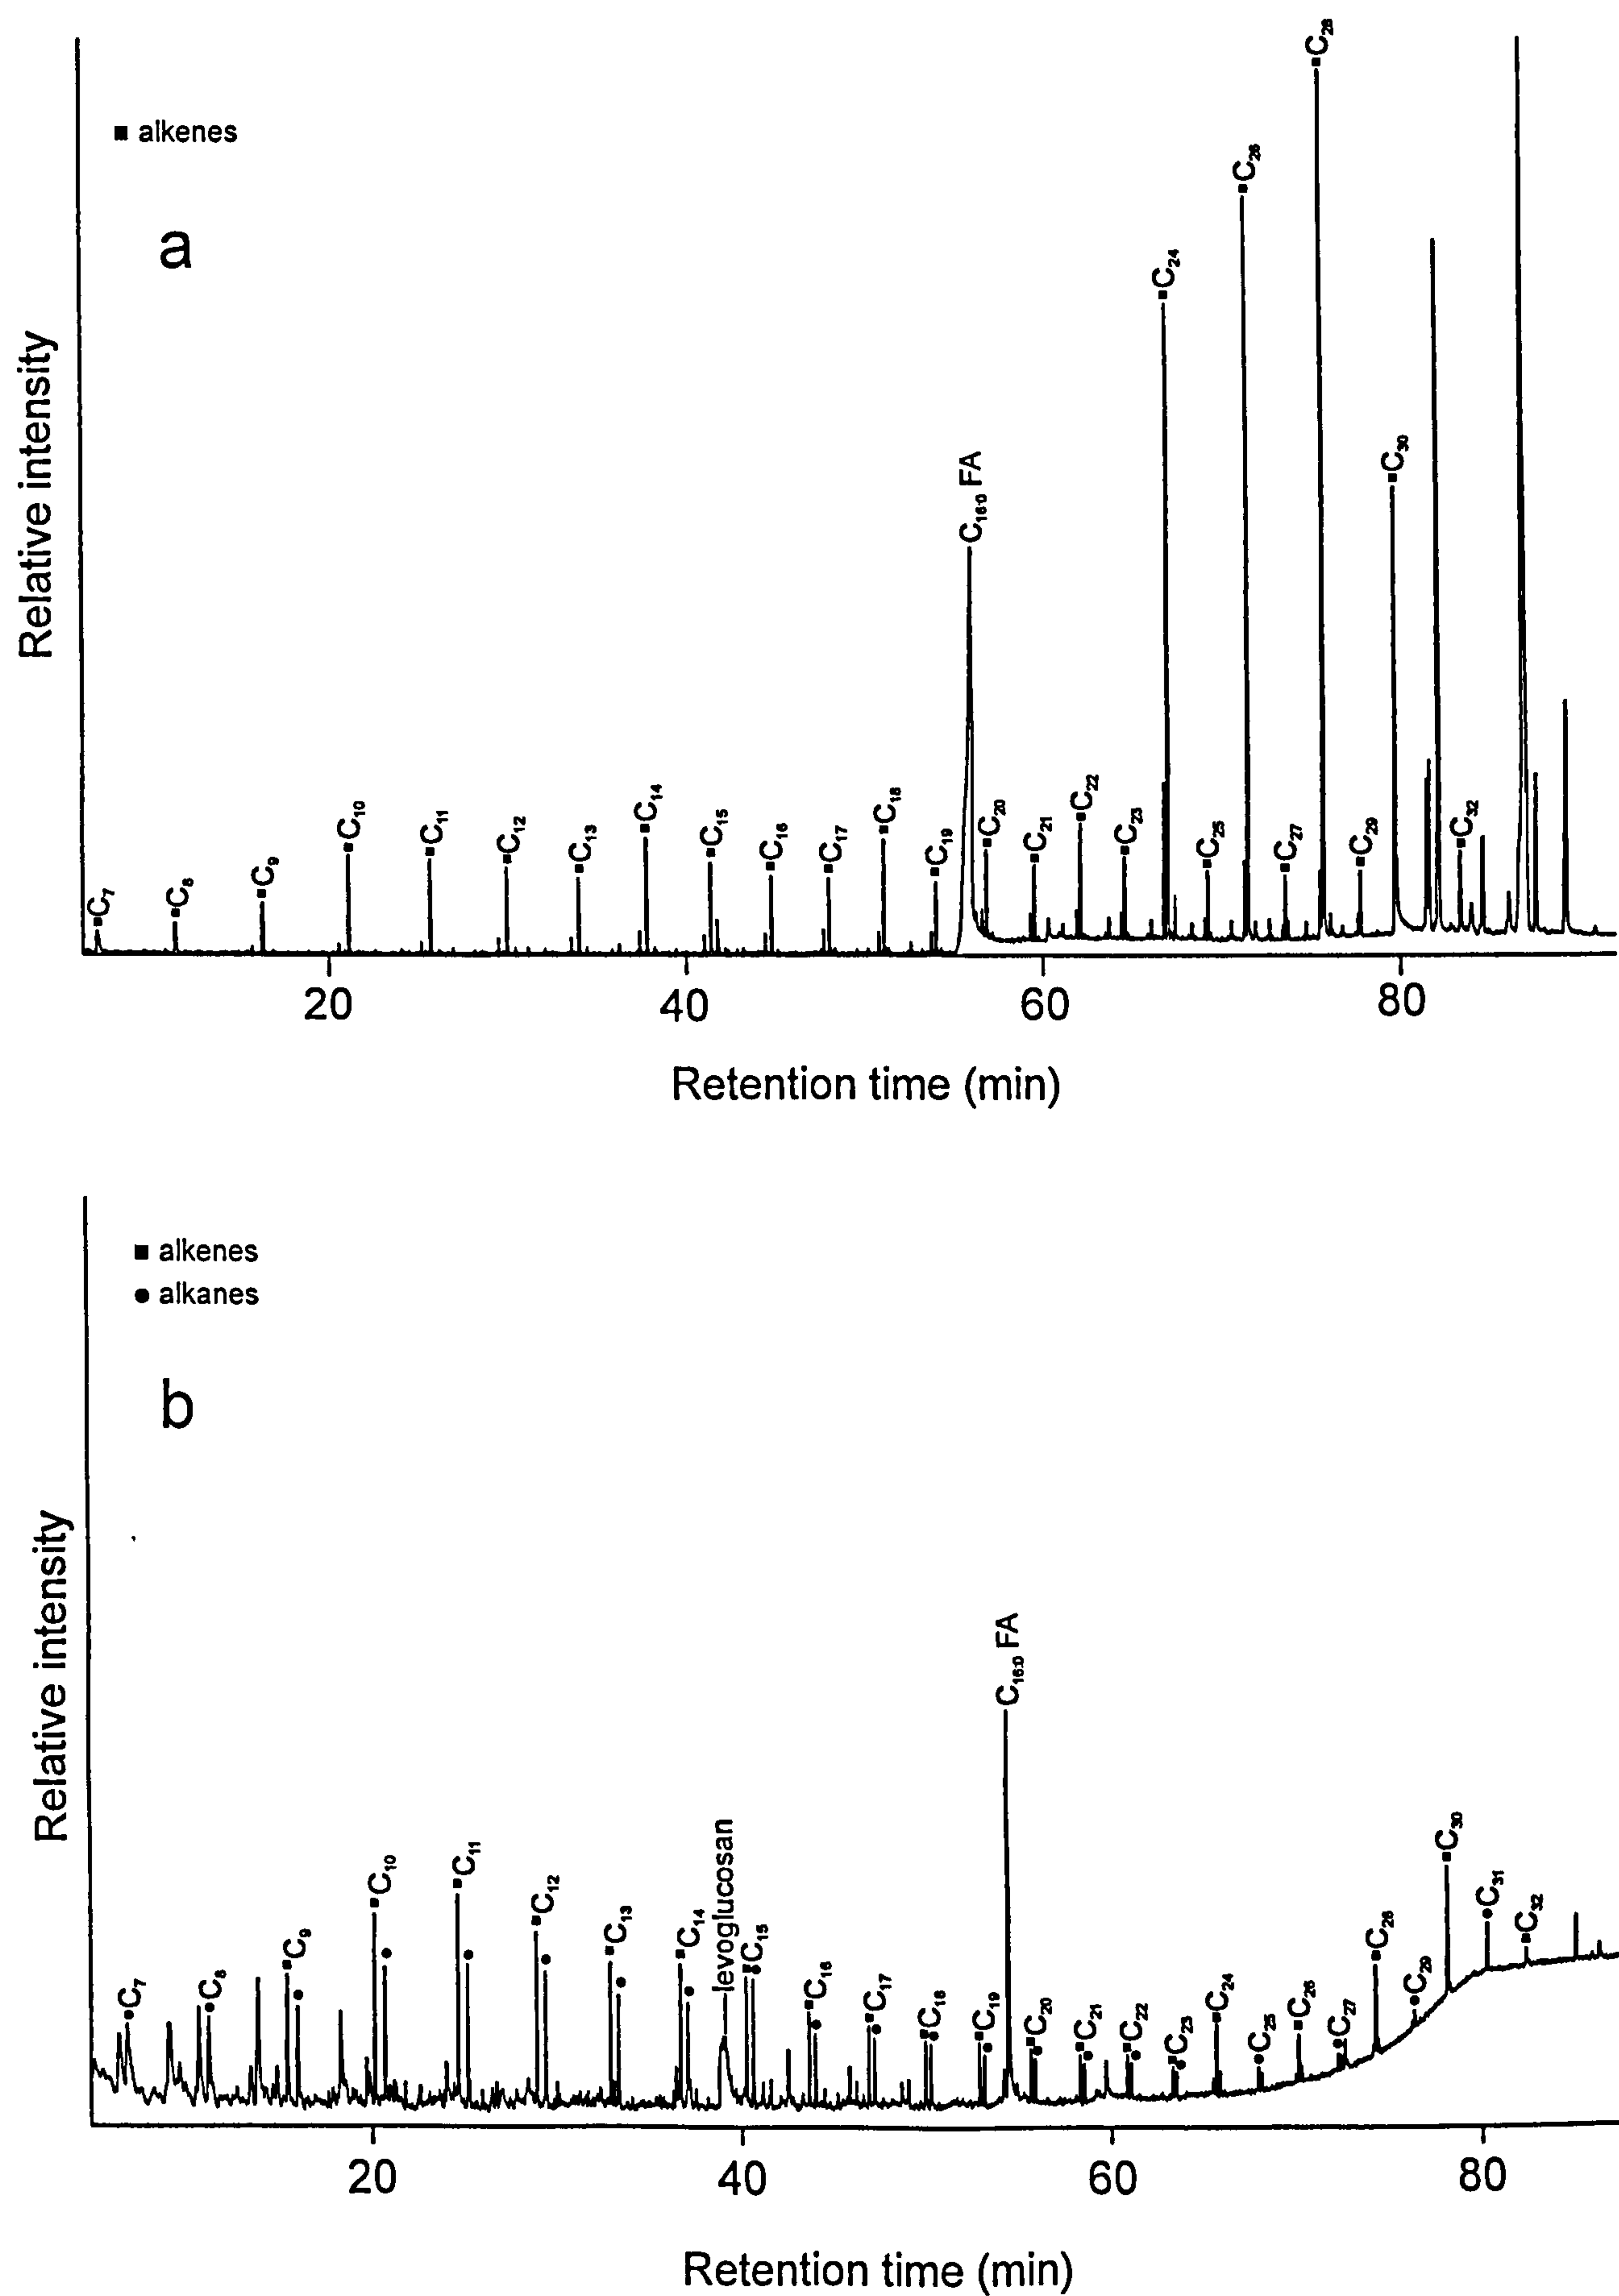 ■ alkenes
a
Relative intensity
■C₇
■C₈
■C₉
■C₁₀
■C₁₁
■C₁₂
■C₁₃
■C₁₄
■C₁₅
■C₁₆
■C₁₇
■C₁₈
■C₁₉
C₁₆:₀ FA
■C₂₀
■C₂₁
■C₂₂
■C₂₃
■C₂₄
■C₂₅
■C₂₆
■C₂₇
■C₂₈
■C₂₉
■C₃₀
■C₃₂
20 40 60 80
Retention time (min)
■ alkenes
● alkanes
b
Relative intensity
●C₇
●C₈
■C₉
●
■C₁₀
●
■C₁₁
●
■C₁₂
●
■C₁₃
●
■C₁₄
●
levoglucosan
■C₁₅
●
■C₁₆
●
■C₁₇
●
■C₁₈
●
■C₁₉
●
C₁₆:₀ FA
■C₂₀
●
■C₂₁
●
■C₂₂
●
■C₂₃
●
■C₂₄
●C₂₅
■C₂₆
●C₂₇
■C₂₈
●C₂₉
■C₃₀
●C₃₁
■C₃₂
20 40 60 80
Retention time (min)